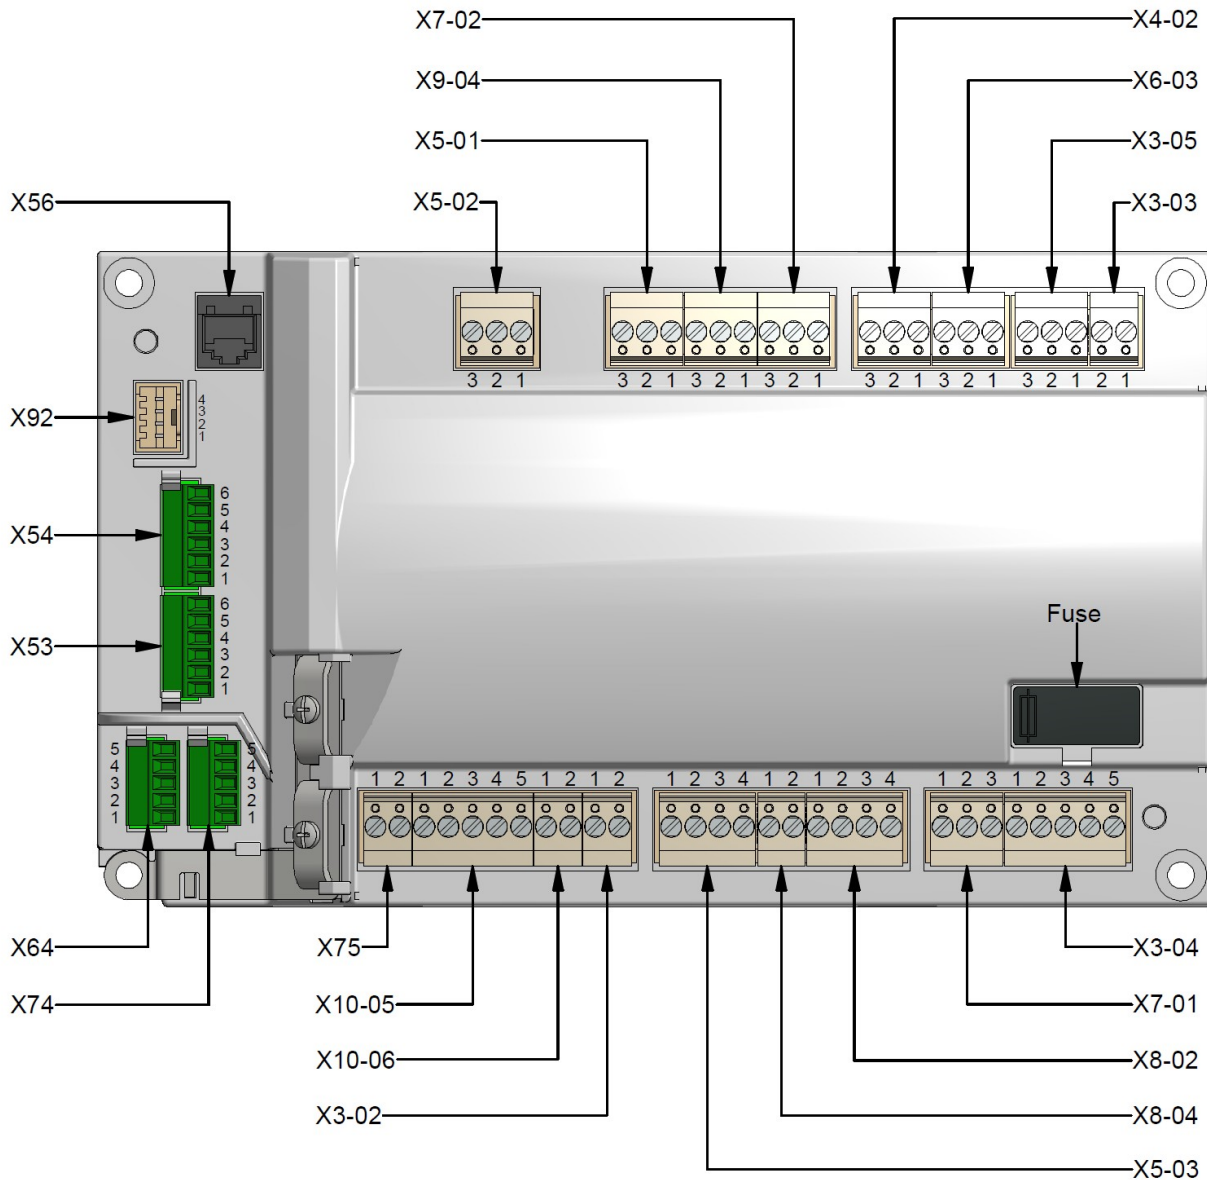 X7-02
X4-02
X9-04
X6-03
X5-01
X3-05
X56
X5-02
X3-03
3 2 1
3 2 1 3 2 1 3 2 1
3 2 1 3 2 1
3 2 1 2 1
X92
4
3
2
1
X54
6
5
4
3
2
1
X53
6
5
4
3
2
1
Fuse
5
4
3
2
1
5
4
3
2
1
1 2 1 2 3 4 5 1 2 1 2
1 2 3 4 1 2 1 2 3 4
1 2 3 1 2 3 4 5
X64
X75
X3-04
X74
X10-05
X7-01
X10-06
X8-02
X3-02
X8-04
X5-03